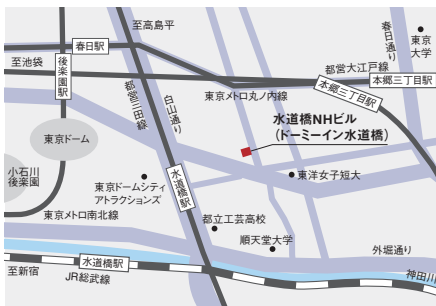 至高島平
春日通り
東京
大学
春日駅
至池袋
後楽園駅
都営大江戸線
本郷三丁目駅
本郷三丁目駅
東京メトロ丸ノ内線
都営三田線
白山通り
水道橋NHビル
(ドーミーイン水道橋)
東京ドーム
小石川
後楽園
東京ドームシティ
アトラクションズ
水道橋駅
東洋女子短大
東京メトロ南北線
都立工芸高校
順天堂大学
外堀通り
水道橋駅
至新宿
JR総武線
神田川